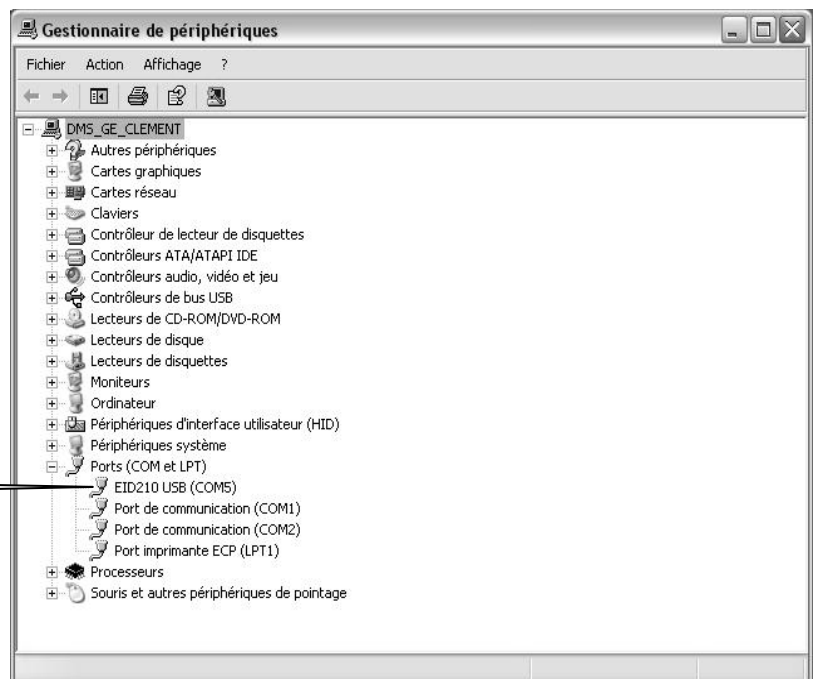 Gestionnaire de périphériques
Fichier Action Affichage ?
DMS_GE_CLEMENT
Autres périphériques
Cartes graphiques
Cartes réseau
Claviers
Contrôleur de lecteur de disquettes
Contrôleurs ATA/ATAPI IDE
Contrôleurs audio, vidéo et jeu
Contrôleurs de bus USB
Lecteurs de CD-ROM/DVD-ROM
Lecteurs de disque
Lecteurs de disquettes
Moniteurs
Ordinateur
Périphériques d'interface utilisateur (HID)
Périphériques système
Ports (COM et LPT)
EID210 USB (COM5)
Port de communication (COM1)
Port de communication (COM2)
Port imprimante ECP (LPT1)
Processeurs
Souris et autres périphériques de pointage